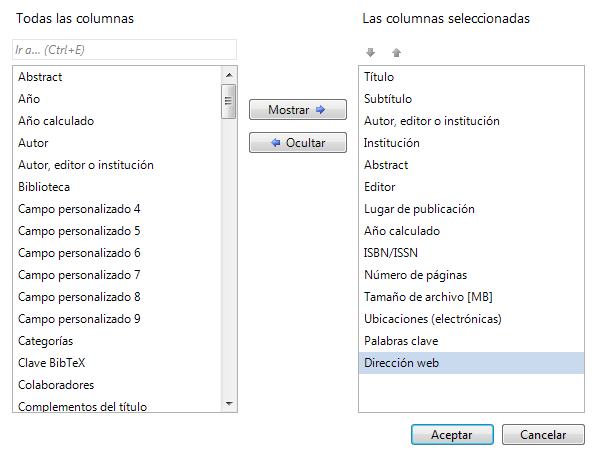 Todas las columnas
Ir a... (Ctrl+E)
Abstract
Año
Año calculado
Autor
Autor, editor o institución
Biblioteca
Campo personalizado 4
Campo personalizado 5
Campo personalizado 6
Campo personalizado 7
Campo personalizado 8
Campo personalizado 9
Categorías
Clave BibTeX
Colaboradores
Complementos del título
Mostrar
Ocultar
Las columnas seleccionadas
Título
Subtítulo
Autor, editor o institución
Institución
Abstract
Editor
Lugar de publicación
Año calculado
ISBN/ISSN
Número de páginas
Tamaño de archivo [MB]
Ubicaciones (electrónicas)
Palabras clave
Dirección web
Aceptar
Cancelar